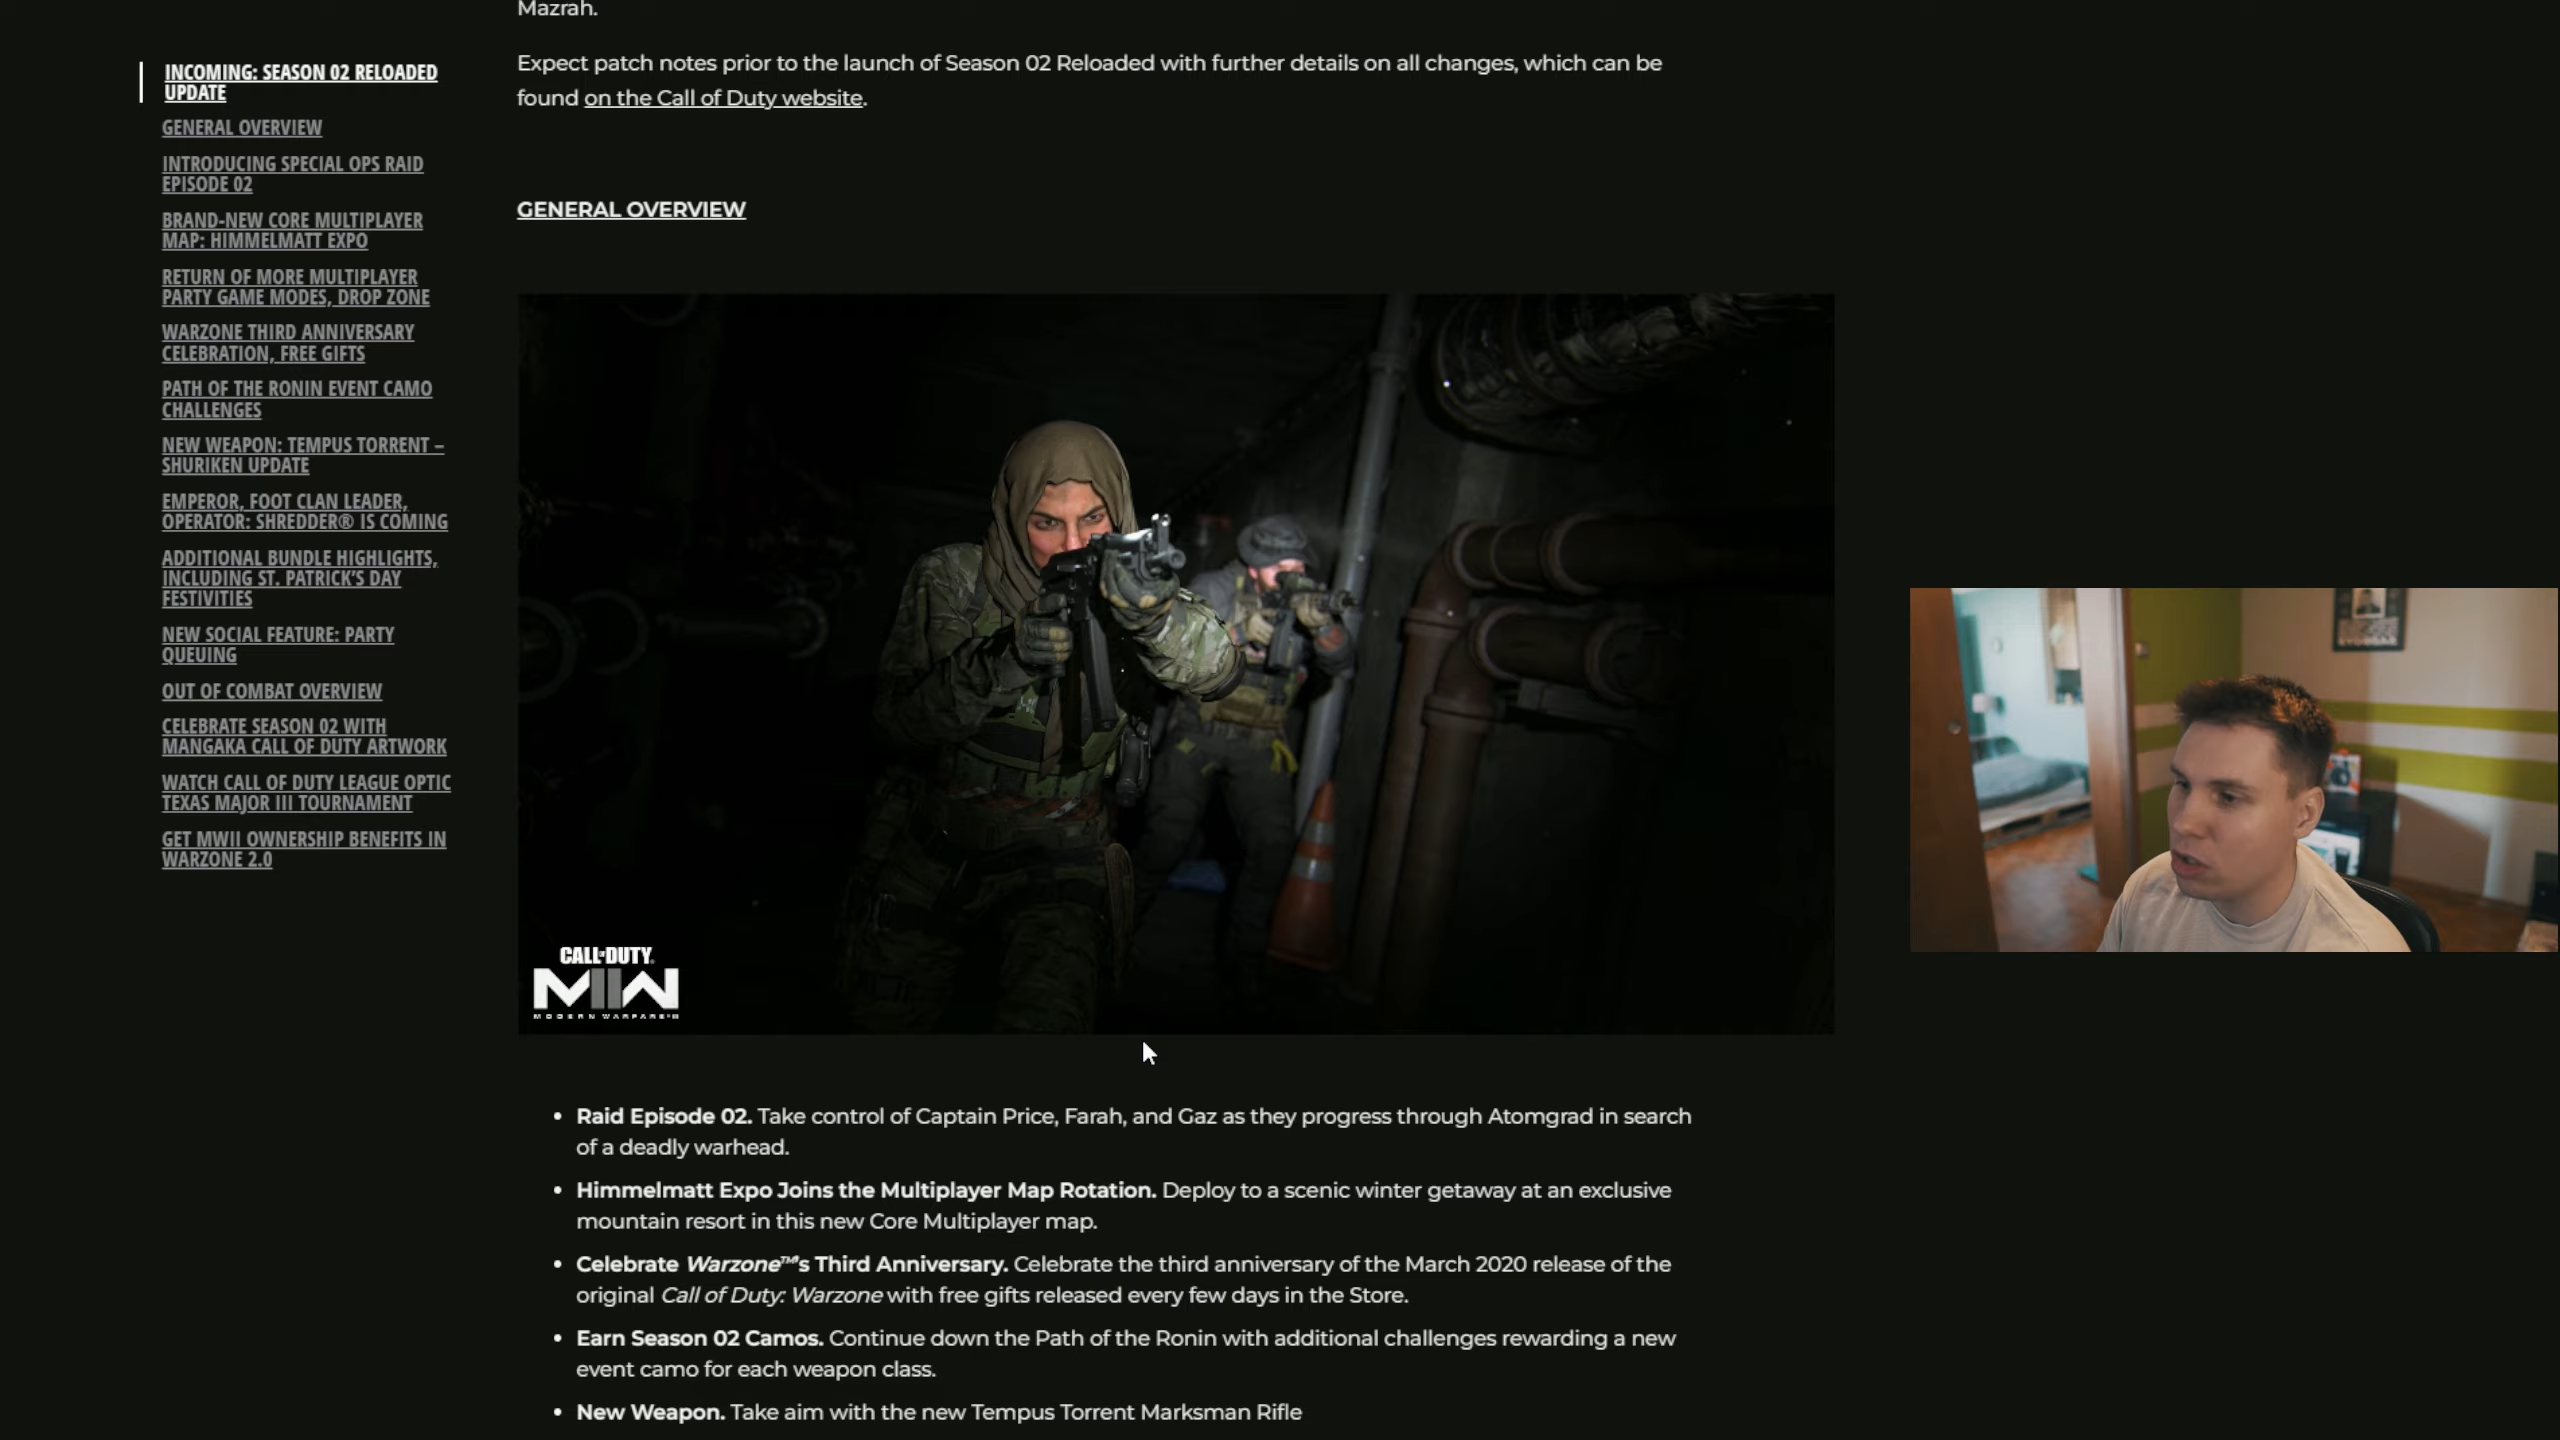 Mazrah.
INCOMING: SEASON 02 RELOADED
UPDATE
GENERAL OVERVIEW
INTRODUCING SPECIAL OPS RAID
EPISODE 02
BRAND-NEW CORE MULTIPLAYER
MAP: HIMMELMATT EXPO
RETURN OF MORE MULTIPLAYER
PARTY GAME MODES, DROP ZONE
WARZONE THIRD ANNIVERSARY
CELEBRATION, FREE GIFTS
PATH OF THE RONIN EVENT CAMO
CHALLENGES
NEW WEAPON: TEMPUS TORRENT –
SHURIKEN UPDATE
EMPEROR, FOOT CLAN LEADER,
OPERATOR: SHREDDER® IS COMING
ADDITIONAL BUNDLE HIGHLIGHTS,
INCLUDING ST. PATRICK'S DAY
FESTIVITIES
NEW SOCIAL FEATURE: PARTY
QUEUING
OUT OF COMBAT OVERVIEW
CELEBRATE SEASON 02 WITH
MANGAKA CALL OF DUTY ARTWORK
WATCH CALL OF DUTY LEAGUE OPTIC
TEXAS MAJOR III TOURNAMENT
GET MWII OWNERSHIP BENEFITS IN
WARZONE 2.0
Expect patch notes prior to the launch of Season 02 Reloaded with further details on all changes, which can be
found on the Call of Duty website.
GENERAL OVERVIEW
CALL OF DUTY
MWII
MODERN WARFARE II
• Raid Episode 02. Take control of Captain Price, Farah, and Gaz as they progress through Atomgrad in search
of a deadly warhead.
• Himmelmatt Expo Joins the Multiplayer Map Rotation. Deploy to a scenic winter getaway at an exclusive
mountain resort in this new Core Multiplayer map.
• Celebrate Warzone™'s Third Anniversary. Celebrate the third anniversary of the March 2020 release of the
original Call of Duty: Warzone with free gifts released every few days in the Store.
• Earn Season 02 Camos. Continue down the Path of the Ronin with additional challenges rewarding a new
event camo for each weapon class.
• New Weapon. Take aim with the new Tempus Torrent Marksman Rifle